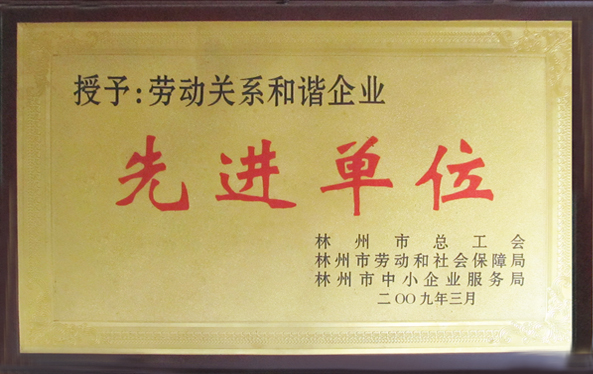 授予:劳动关系和谐企业
先进单位
林州市总工会
林州市劳动和社会保障局
林州市中小企业服务局
二OO九年三月